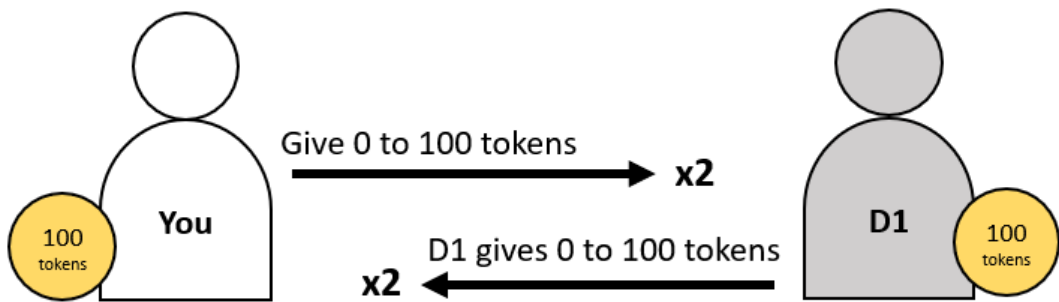 Give 0 to 100 tokens
x2
You
D1
100
tokens
100
tokens
D1 gives 0 to 100 tokens
x2